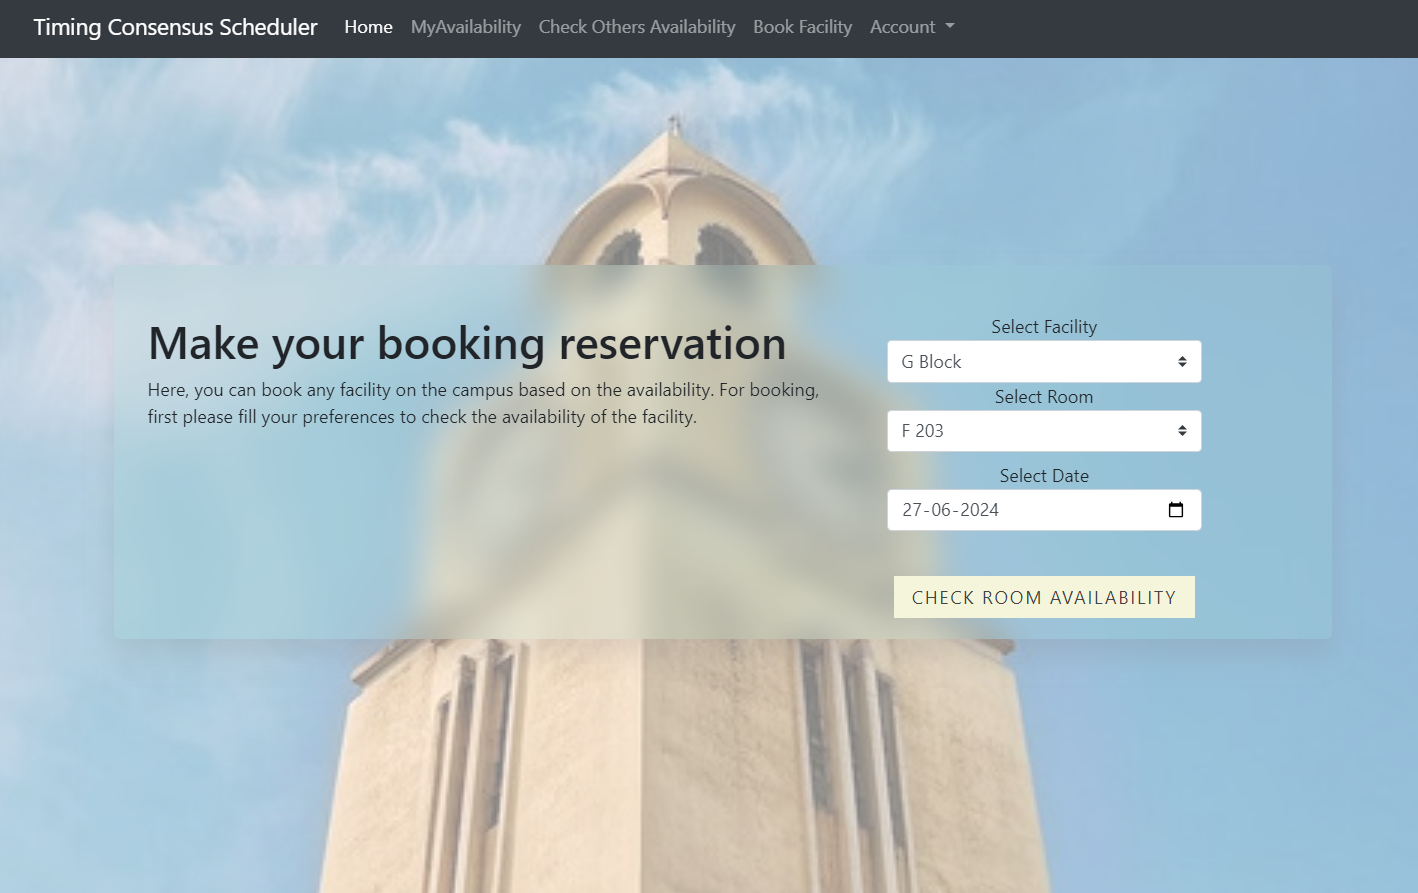 Timing Consensus Scheduler Home MyAvailability Check Others Availability Book Facility Account
Make your booking reservation
Here, you can book any facility on the campus based on the availability. For booking,
first please fill your preferences to check the availability of the facility.
Select Facility
G Block
Select Room
F 203
Select Date
27-06-2024
CHECK ROOM AVAILABILITY